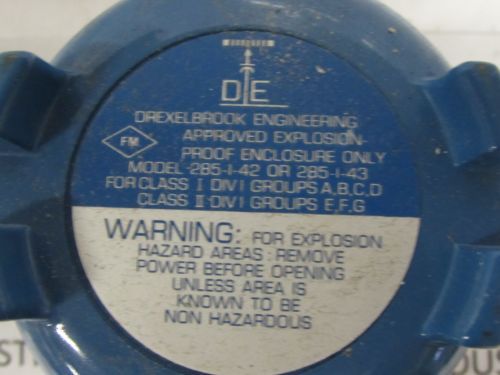 DE
DREXELBROOK ENGINEERING
FM
APPROVED EXPLOSION-
PROOF ENCLOSURE ONLY
MODEL-285-1-42 OR 285-1-43
FOR CLASS I DIV I GROUPS A,B,C,D
CLASS II DIV I GROUPS E,F,G
WARNING: FOR EXPLOSION
HAZARD AREAS: REMOVE
POWER BEFORE OPENING
UNLESS AREA IS
KNOWN TO BE
NON HAZARDOUS